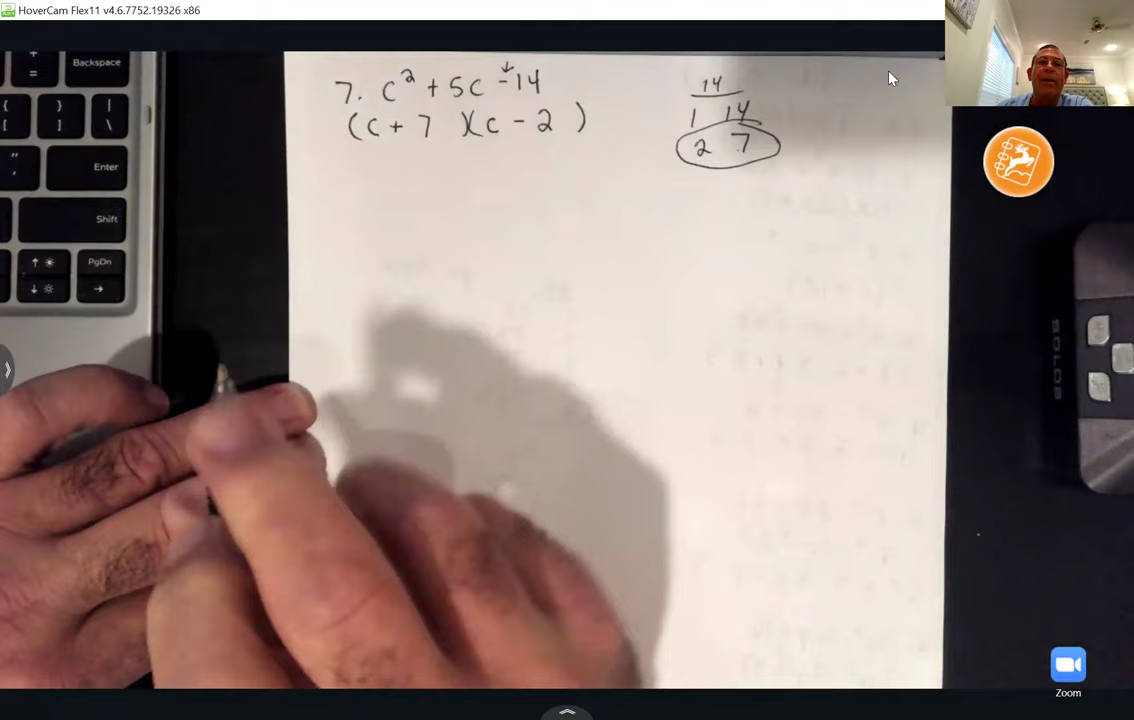 HoverCam Flex11 v4.6.7752.19326 x86
+
=
Backspace
{
[
}
]
|
\
"
'
Enter
Shift
PgDn
7. c² + 5c - 14
(c + 7 )(c - 2 )
14
1 14
2 7
SOLO8
Zoom